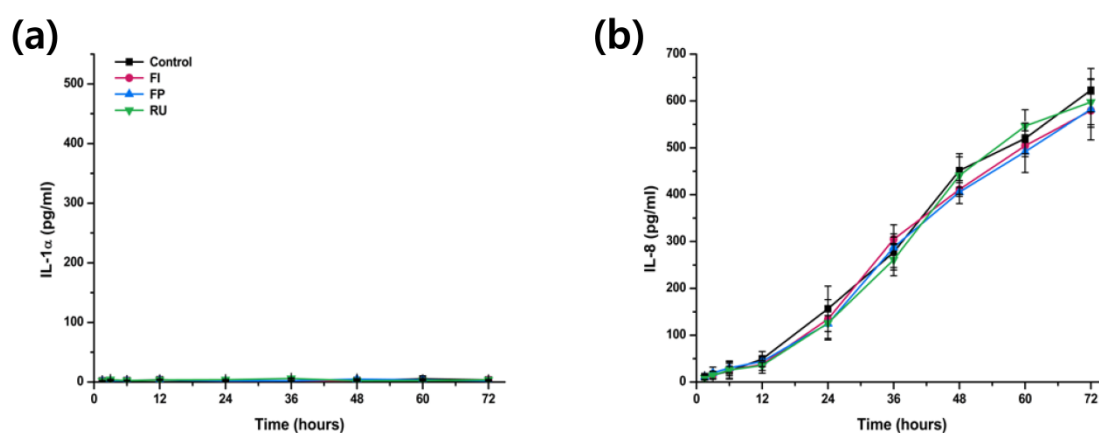 (a)
Control
FI
FP
RU
500
400
300
200
100
0
IL-1α (pg/ml)
0 12 24 36 48 60 72
Time (hours)
(b)
700
600
500
400
300
200
100
0
IL-8 (pg/ml)
0 12 24 36 48 60 72
Time (hours)